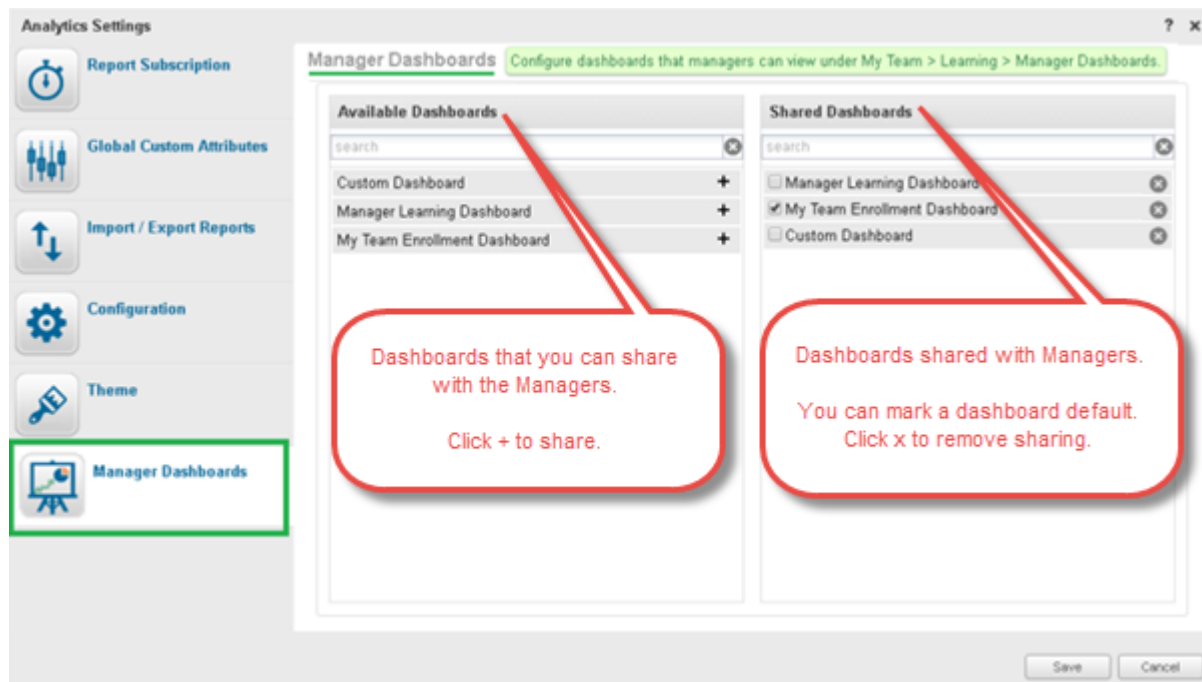 Analytics Settings
? x
Report Subscription
Global Custom Attributes
Import / Export Reports
Configuration
Theme
Manager Dashboards
Manager Dashboards
Configure dashboards that managers can view under My Team > Learning > Manager Dashboards.
Available Dashboards
search
Custom Dashboard +
Manager Learning Dashboard +
My Team Enrollment Dashboard +
Dashboards that you can share
with the Managers.
Click + to share.
Shared Dashboards
search
Manager Learning Dashboard
My Team Enrollment Dashboard
Custom Dashboard
Dashboards shared with Managers.
You can mark a dashboard default.
Click x to remove sharing.
Save
Cancel